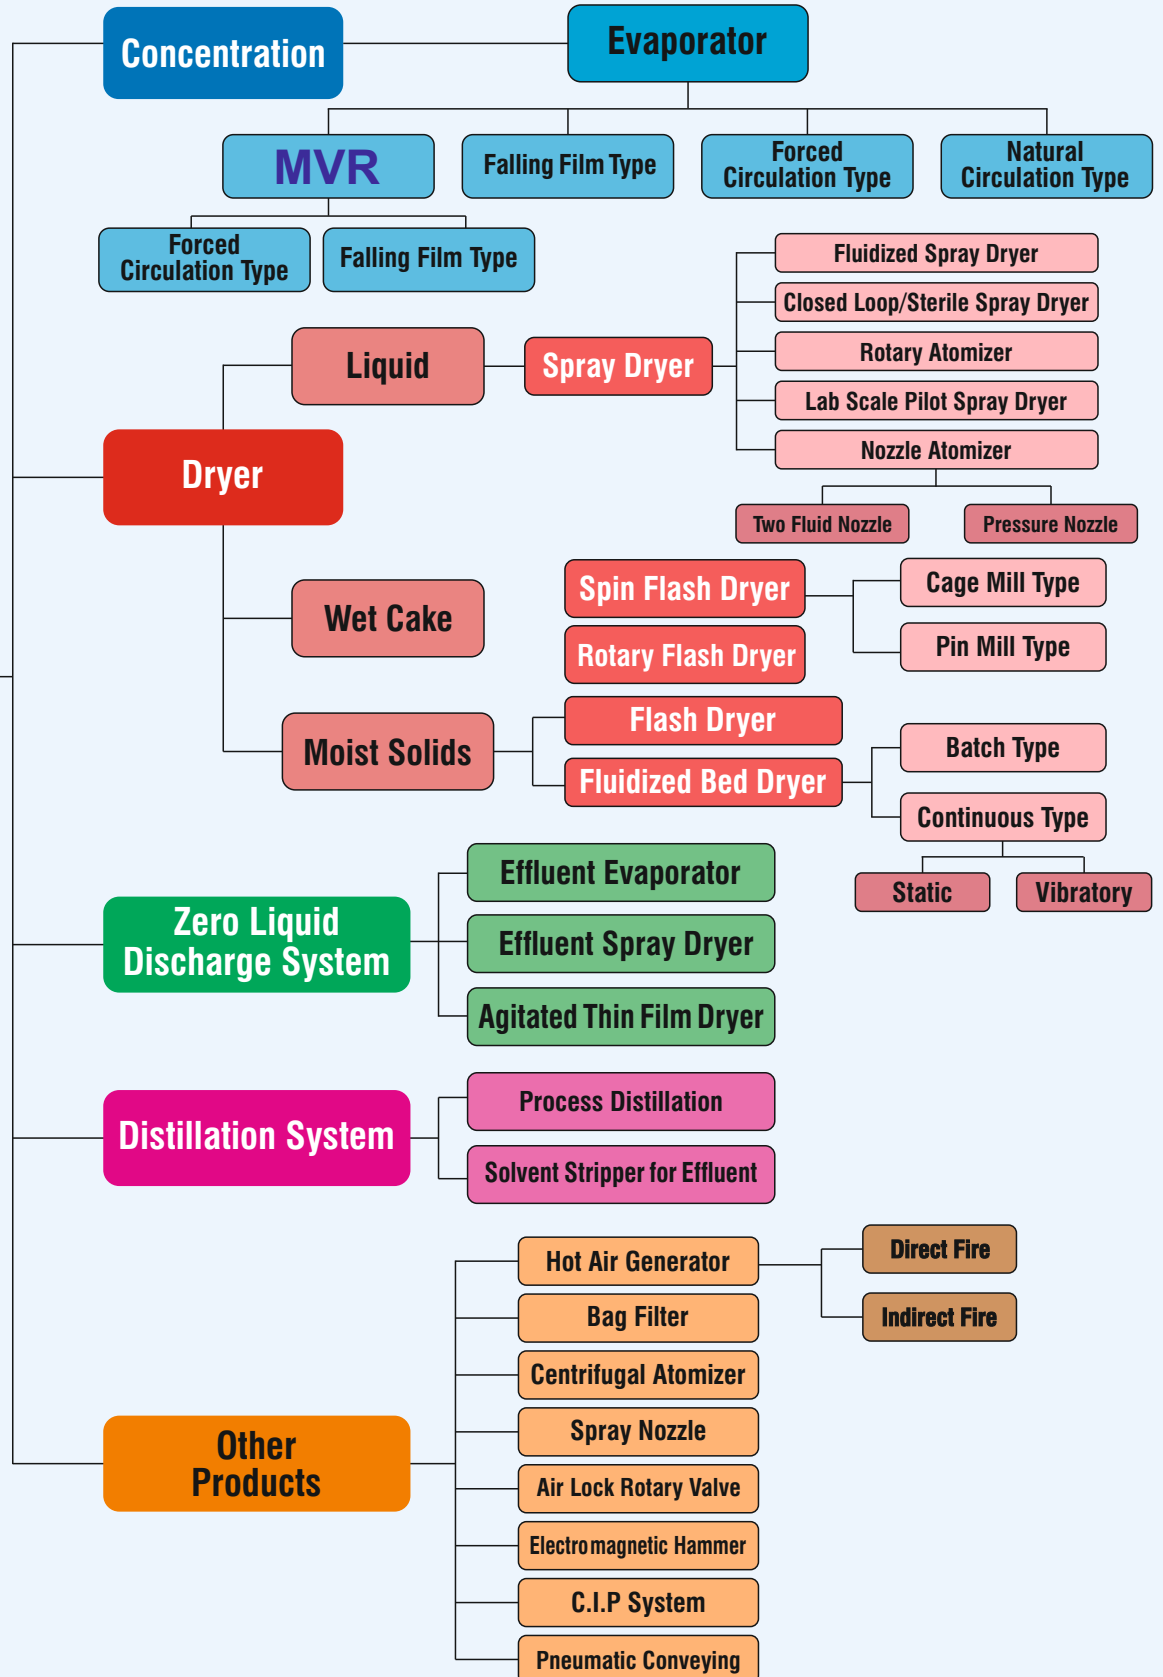 Concentration
Evaporator
MVR
Falling Film Type
Forced
Circulation Type
Natural
Circulation Type
Forced
Circulation Type
Falling Film Type
Fluidized Spray Dryer
Closed Loop/Sterile Spray Dryer
Liquid
Spray Dryer
Rotary Atomizer
Lab Scale Pilot Spray Dryer
Nozzle Atomizer
Dryer
Two Fluid Nozzle
Pressure Nozzle
Wet Cake
Spin Flash Dryer
Cage Mill Type
Rotary Flash Dryer
Pin Mill Type
Moist Solids
Flash Dryer
Fluidized Bed Dryer
Batch Type
Continuous Type
Static
Vibratory
Zero Liquid
Discharge System
Effluent Evaporator
Effluent Spray Dryer
Agitated Thin Film Dryer
Distillation System
Process Distillation
Solvent Stripper for Effluent
Other
Products
Hot Air Generator
Direct Fire
Indirect Fire
Bag Filter
Centrifugal Atomizer
Spray Nozzle
Air Lock Rotary Valve
Electromagnetic Hammer
C.I.P System
Pneumatic Conveying